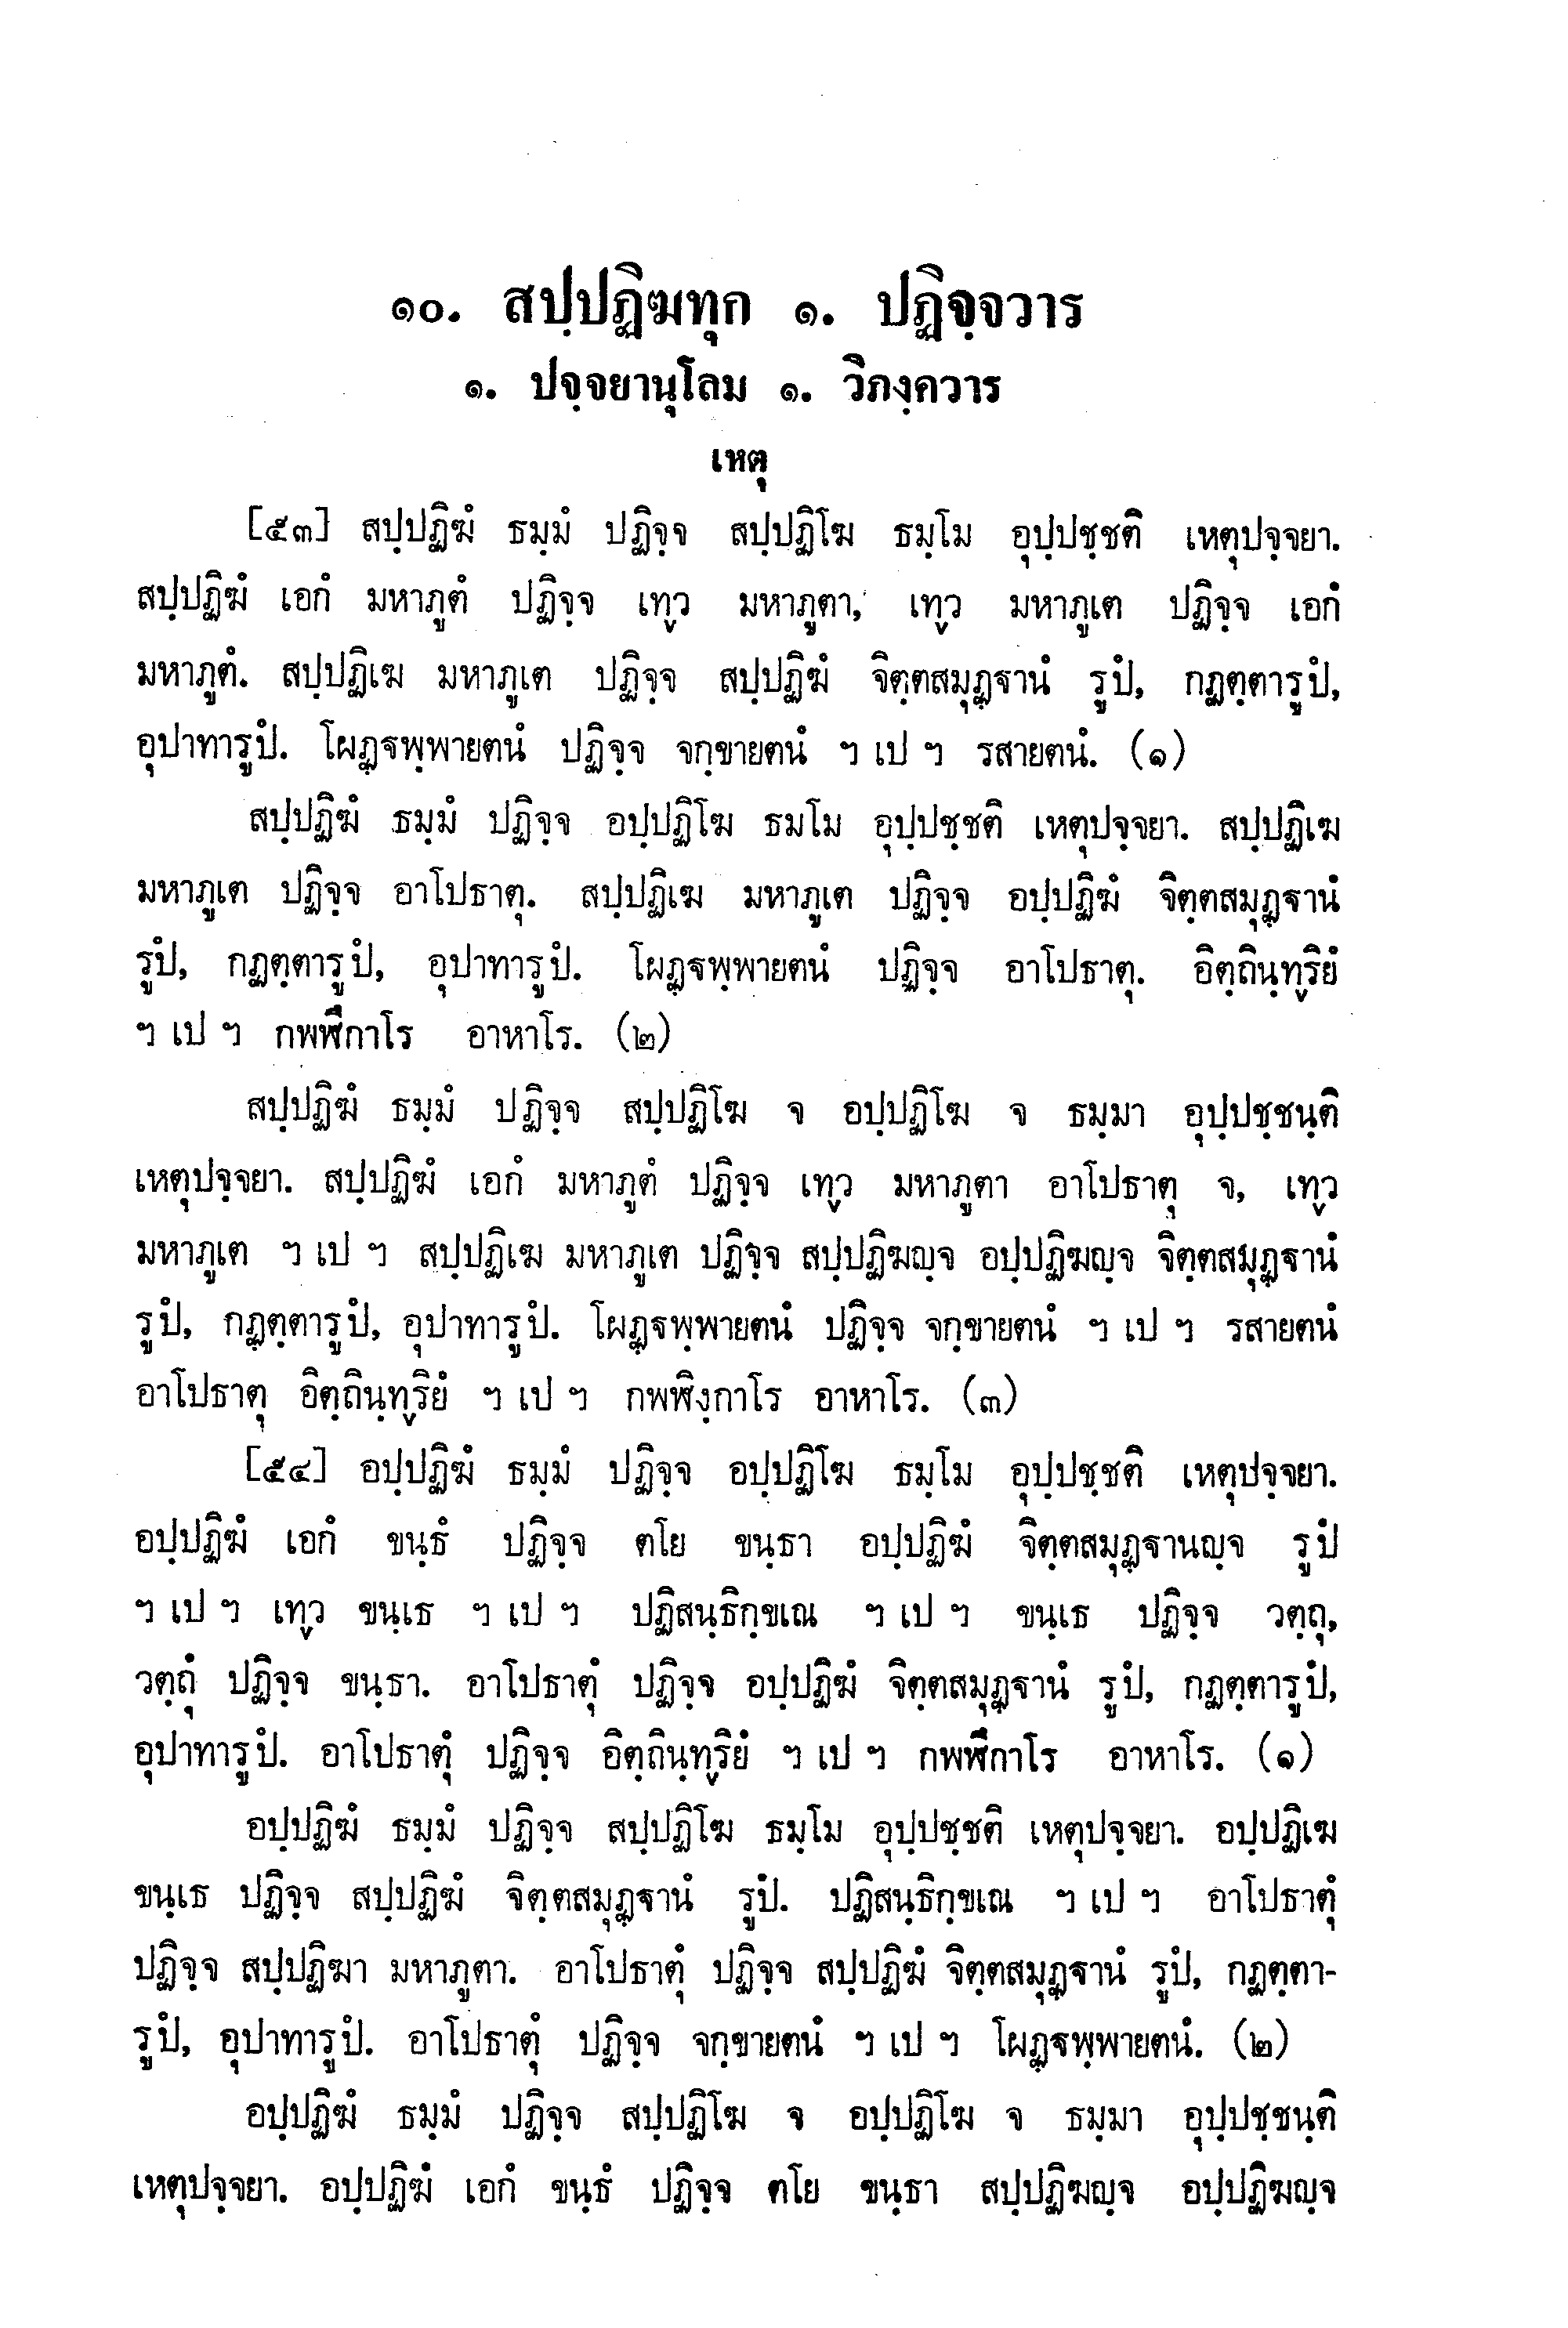 ๑๐. สปฺปฏิฆทุก ๑. ปฏิจฺจวาร
๑. ปจฺจยานุโลม ๑. วิภงฺควาร
เหตุ
[๕๓] สปฺปฏิฆํ ธมฺมํ ปฏิจฺจ สปฺปฏิโฆ ธมฺโม อุปฺปชฺชติ เหตุปจฺจยา.
สปฺปฏิฆํ เอกํ มหาภูตํ ปฏิจฺจ เทฺว มหาภูตา, เทฺว มหาภูเต ปฏิจฺจ เอกํ
มหาภูตํ. สปฺปฏิเฆ มหาภูเต ปฏิจฺจ สปฺปฏิฆํ จิตฺตสมุฏฺฐานํ รูปํ, กฏตฺตารูปํ,
อุปาทารูปํ. โผฏฺฐพฺพายตนํ ปฏิจฺจ จกฺขายตนํ ฯ เป ฯ รสายตนํ. (๑)
สปฺปฏิฆํ ธมฺมํ ปฏิจฺจ อปฺปฏิโฆ ธมโม อุปฺปชฺชติ เหตุปจฺจยา. สปฺปฏิเฆ
มหาภูเต ปฏิจฺจ อาโปธาตุ. สปฺปฏิเฆ มหาภูเต ปฏิจฺจ อปฺปฏิฆํ จิตฺตสมุฏฺฐานํ
รูปํ, กฏตฺตารูปํ, อุปาทารูปํ. โผฏฺฐพฺพายตนํ ปฏิจฺจ อาโปธาตุ. อิตฺถินฺทฺริยํ
ฯ เป ฯ กพฬีกาโร อาหาโร. (๒)
สปฺปฏิฆํ ธมฺมํ ปฏิจฺจ สปฺปฏิโฆ จ อปฺปฏิโฆ จ ธมฺมา อุปฺปชฺชนฺติ
เหตุปจฺจยา. สปฺปฏิฆํ เอกํ มหาภูตํ ปฏิจฺจ เทฺว มหาภูตา อาโปธาตุ จ, เทฺว
มหาภูเต ฯ เป ฯ สปฺปฏิเฆ มหาภูเต ปฏิจฺจ สปฺปฏิฆญฺจ อปฺปฏิฆญฺจ จิตฺตสมุฏฺฐานํ
รูปํ, กฏตฺตารูปํ, อุปาทารูปํ. โผฏฺฐพฺพายตนํ ปฏิจฺจ จกฺขายตนํ ฯ เป ฯ รสายตนํ
อาโปธาตุ อิตฺถินฺทฺริยํ ฯ เป ฯ กพฬิงฺกาโร อาหาโร. (๓)
[๕๔] อปฺปฏิฆํ ธมฺมํ ปฏิจฺจ อปฺปฏิโฆ ธมฺโม อุปฺปชฺชติ เหตุปจฺจยา.
อปฺปฏิฆํ เอกํ ขนฺธํ ปฏิจฺจ ตโย ขนฺธา อปฺปฏิฆํ จิตฺตสมุฏฺฐานญฺจ รูปํ
ฯ เป ฯ เทฺว ขนฺเธ ฯ เป ฯ ปฏิสนฺธิกฺขเณ ฯ เป ฯ ขนฺเธ ปฏิจฺจ วตฺถุ,
วตฺถุํ ปฏิจฺจ ขนฺธา. อาโปธาตุํ ปฏิจฺจ อปฺปฏิฆํ จิตฺตสมุฏฺฐานํ รูปํ, กฏตฺตารูปํ,
อุปาทารูปํ. อาโปธาตุํ ปฏิจฺจ อิตฺถินฺทฺริยํ ฯ เป ฯ กพฬีกาโร อาหาโร. (๑)
อปฺปฏิฆํ ธมฺมํ ปฏิจฺจ สปฺปฏิโฆ ธมฺโม อุปฺปชฺชติ เหตุปจฺจยา. อปฺปฏิเฆ
ขนฺเธ ปฏิจฺจ สปฺปฏิฆํ จิตฺตสมุฏฺฐานํ รูปํ. ปฏิสนฺธิกฺขเณ ฯ เป ฯ อาโปธาตุํ
ปฏิจฺจ สปฺปฏิฆา มหาภูตา. อาโปธาตุํ ปฏิจฺจ สปฺปฏิฆํ จิตฺตสมุฏฺฐานํ รูปํ, กฏตฺตา-
รูปํ, อุปาทารูปํ. อาโปธาตุํ ปฏิจฺจ จกฺขายตนํ ฯ เป ฯ โผฏฺฐพฺพายตนํ. (๒)
อปฺปฏิฆํ ธมฺมํ ปฏิจฺจ สปฺปฏิโฆ จ อปฺปฏิโฆ จ ธมฺมา อุปฺปชฺชนฺติ
เหตุปจฺจยา. อปฺปฏิฆํ เอกํ ขนฺธํ ปฏิจฺจ ตโย ขนฺธา สปฺปฏิฆญฺจ อปฺปฏิฆญฺจ